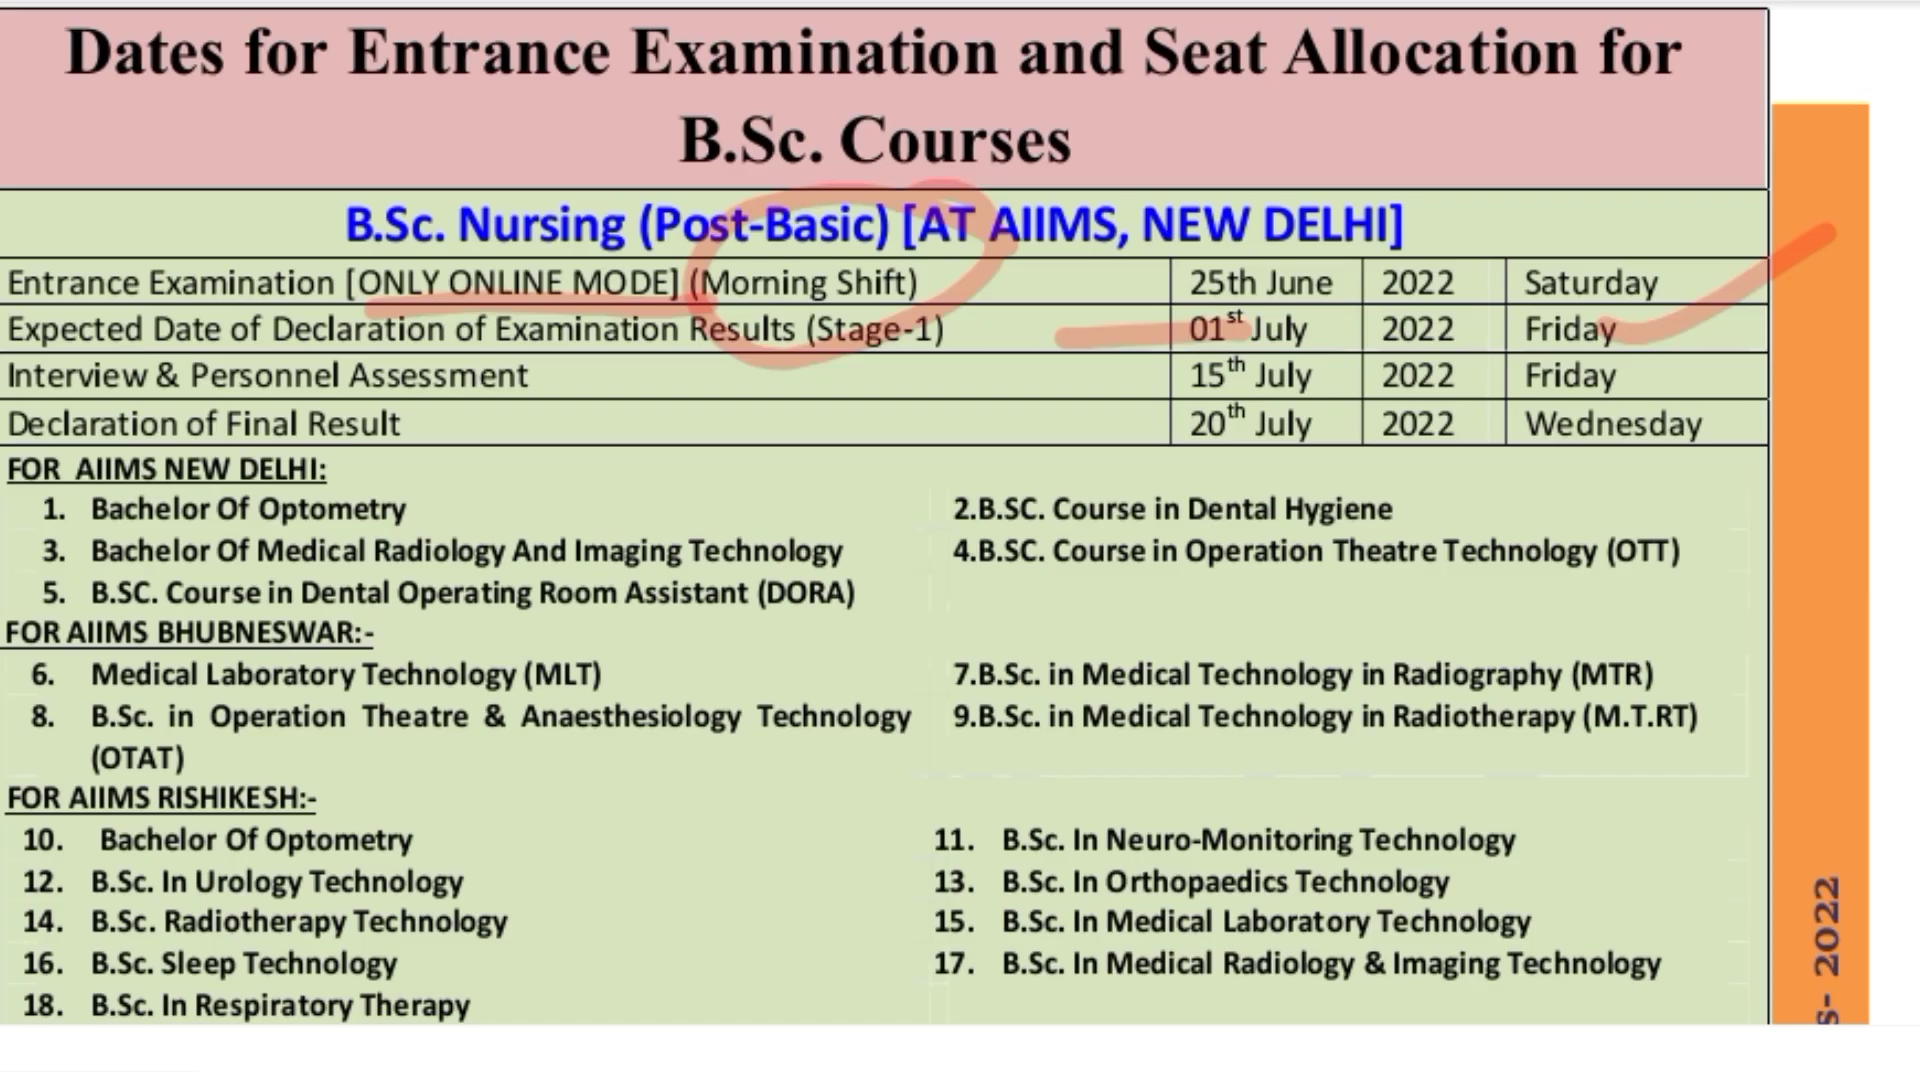 Dates for Entrance Examination and Seat Allocation for
B.Sc. Courses
B.Sc. Nursing (Post-Basic) [AT AIIMS, NEW DELHI]
Entrance Examination [ONLY ONLINE MODE] (Morning Shift) 25th June 2022 Saturday
Expected Date of Declaration of Examination Results (Stage-1) 01st July 2022 Friday
Interview & Personnel Assessment 15th July 2022 Friday
Declaration of Final Result 20th July 2022 Wednesday
FOR AIIMS NEW DELHI:
1. Bachelor Of Optometry 2.B.SC. Course in Dental Hygiene
3. Bachelor Of Medical Radiology And Imaging Technology 4.B.SC. Course in Operation Theatre Technology (OTT)
5. B.SC. Course in Dental Operating Room Assistant (DORA)
FOR AIIMS BHUBNESWAR:-
6. Medical Laboratory Technology (MLT) 7.B.Sc. in Medical Technology in Radiography (MTR)
8. B.Sc. in Operation Theatre & Anaesthesiology Technology 9.B.Sc. in Medical Technology in Radiotherapy (M.T.RT)
(OTAT)
FOR AIIMS RISHIKESH:-
10. Bachelor Of Optometry 11. B.Sc. In Neuro-Monitoring Technology
12. B.Sc. In Urology Technology 13. B.Sc. In Orthopaedics Technology
14. B.Sc. Radiotherapy Technology 15. B.Sc. In Medical Laboratory Technology
16. B.Sc. Sleep Technology 17. B.Sc. In Medical Radiology & Imaging Technology
18. B.Sc. In Respiratory Therapy
s- 2022